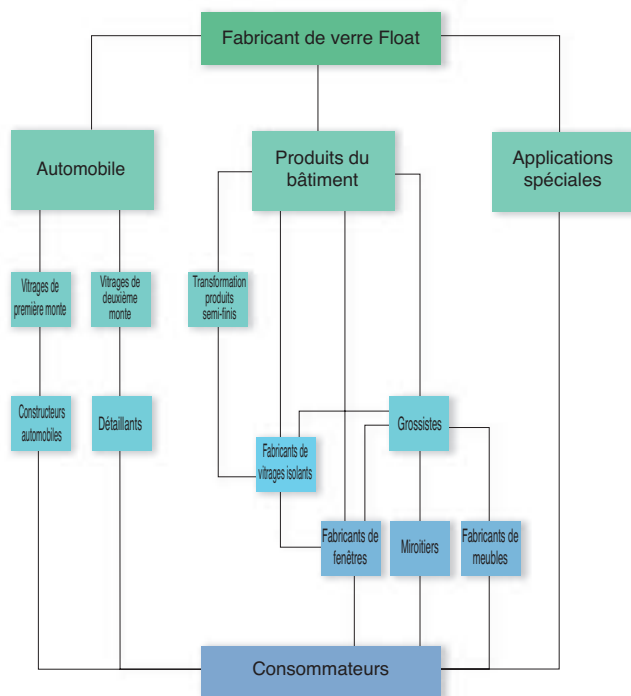 Fabricant de verre Float
Automobile
Produits du
bâtiment
Applications
spéciales
Vitrages de
première monte
Vitrages de
deuxième
monte
Transformation
produits
semi-finis
Constructeurs
automobiles
Détaillants
Grossistes
Fabricants de
vitrages isolants
Fabricants de
fenêtres
Miroitiers
Fabricants de
meubles
Consommateurs